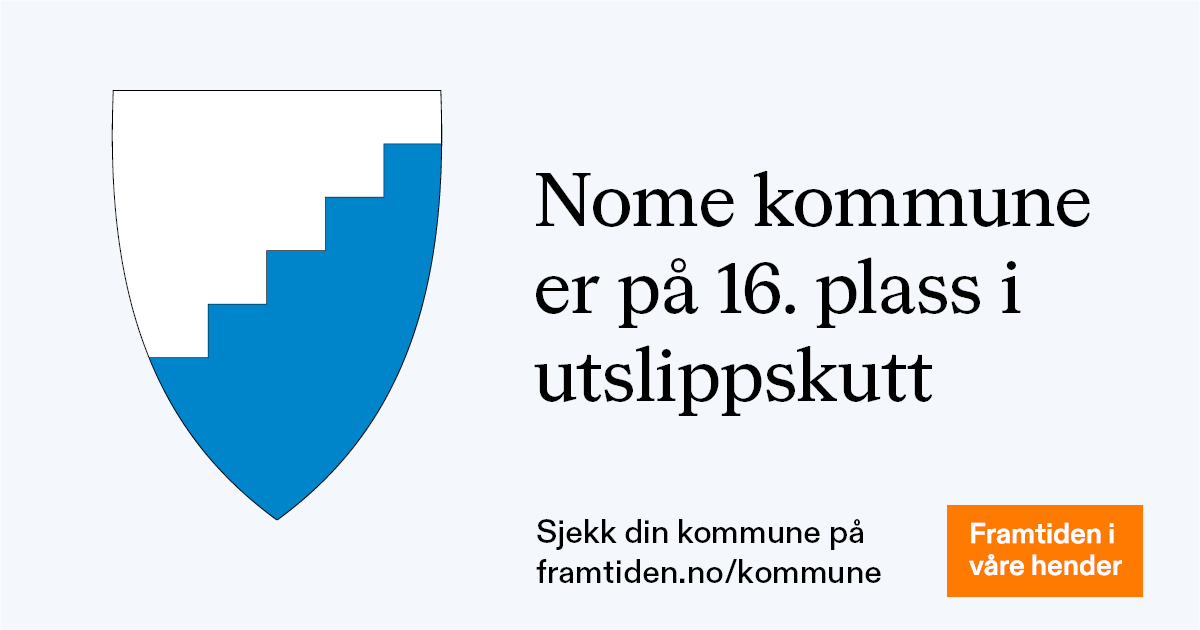 Nome kommune
er på 16. plass i
utslippskutt
Sjekk din kommune på
framtiden.no/kommune
Framtiden i
våre hender